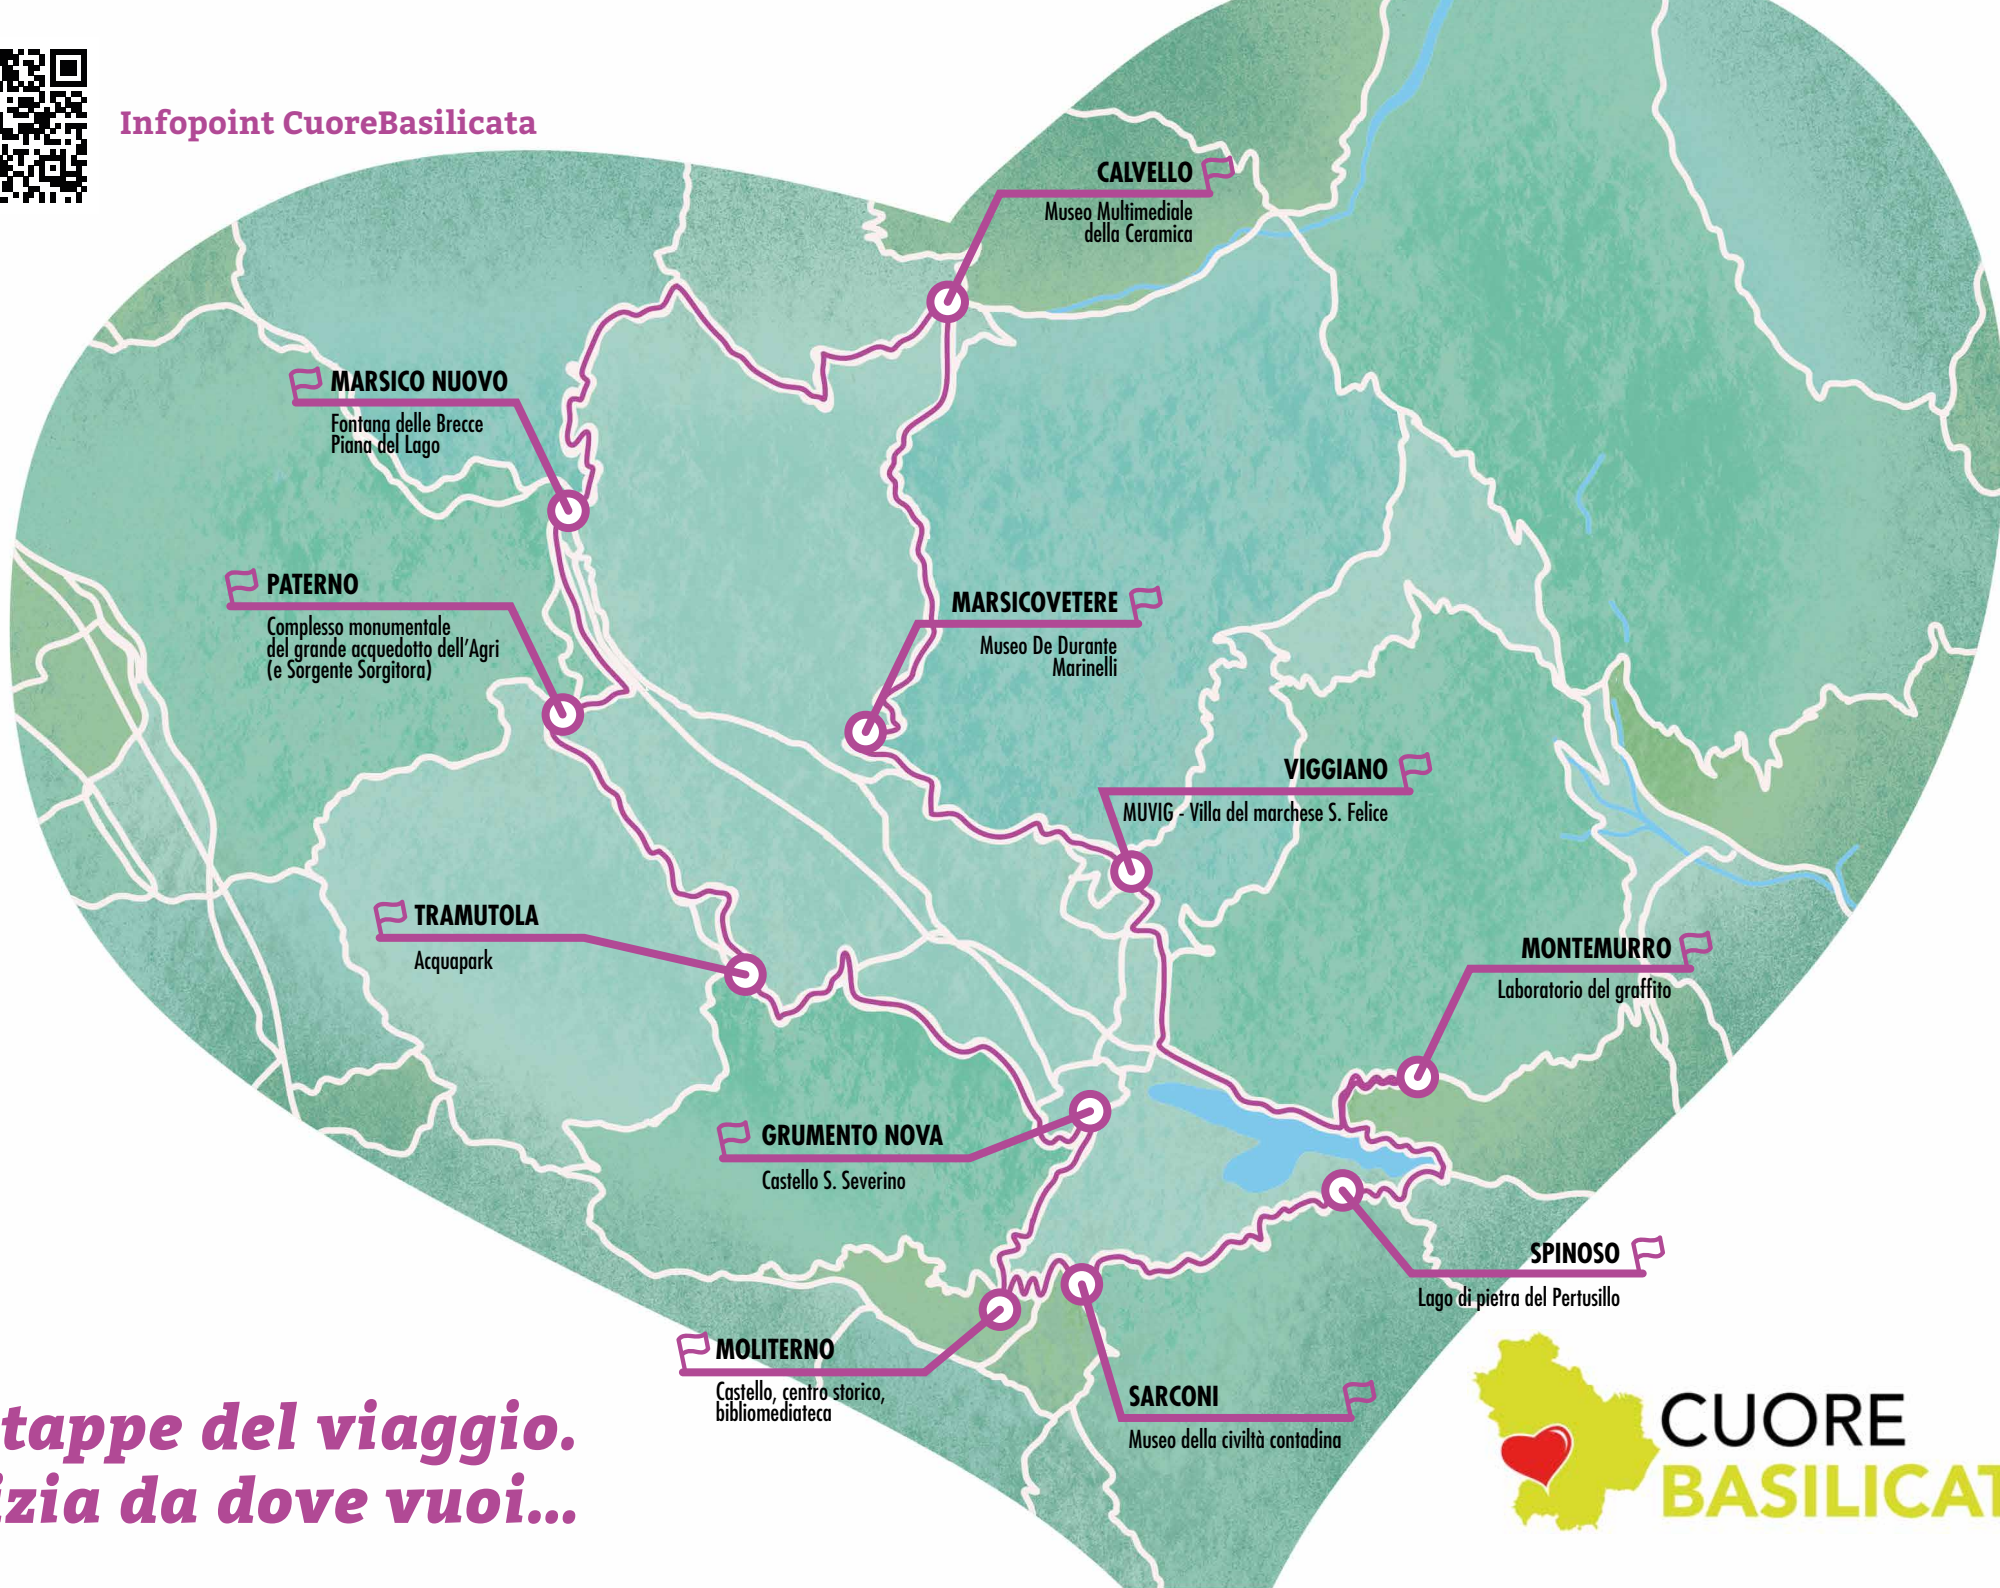 Infopoint CuoreBasilicata
CALVELLO
Museo Multimediale
della Ceramica
MARSICO NUOVO
Fontana delle Brecce
Piana del Lago
PATERNO
Complesso monumentale
del grande acquedotto dell'Agri
(e Sorgente Sorgitora)
MARSICOVETERE
Museo De Durante
Marinelli
VIGGIANO
MUVIG - Villa del marchese S. Felice
TRAMUTOLA
Acquapark
MONTEMURRO
Laboratorio del graffito
GRUMENTO NOVA
Castello S. Severino
SPINOSO
Lago di pietra del Pertusillo
MOLITERNO
Castello, centro storico,
bibliomediateca
SARCONI
Museo della civiltà contadina
tappe del viaggio.
izia da dove vuoi...
CUORE
BASILICAT